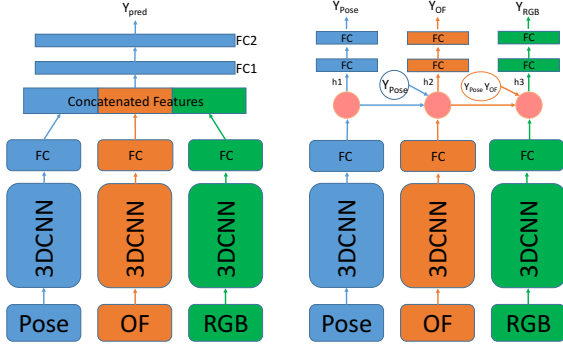 Y_pred
FC2
FC1
Concatenated Features
FC FC FC
3DCNN 3DCNN 3DCNN
Pose OF RGB
Y_Pose Y_OF Y_RGB
FC FC FC
FC FC FC
h1 h2 h3
Y_Pose
Y_Pose Y_OF
FC FC FC
3DCNN 3DCNN 3DCNN
Pose OF RGB